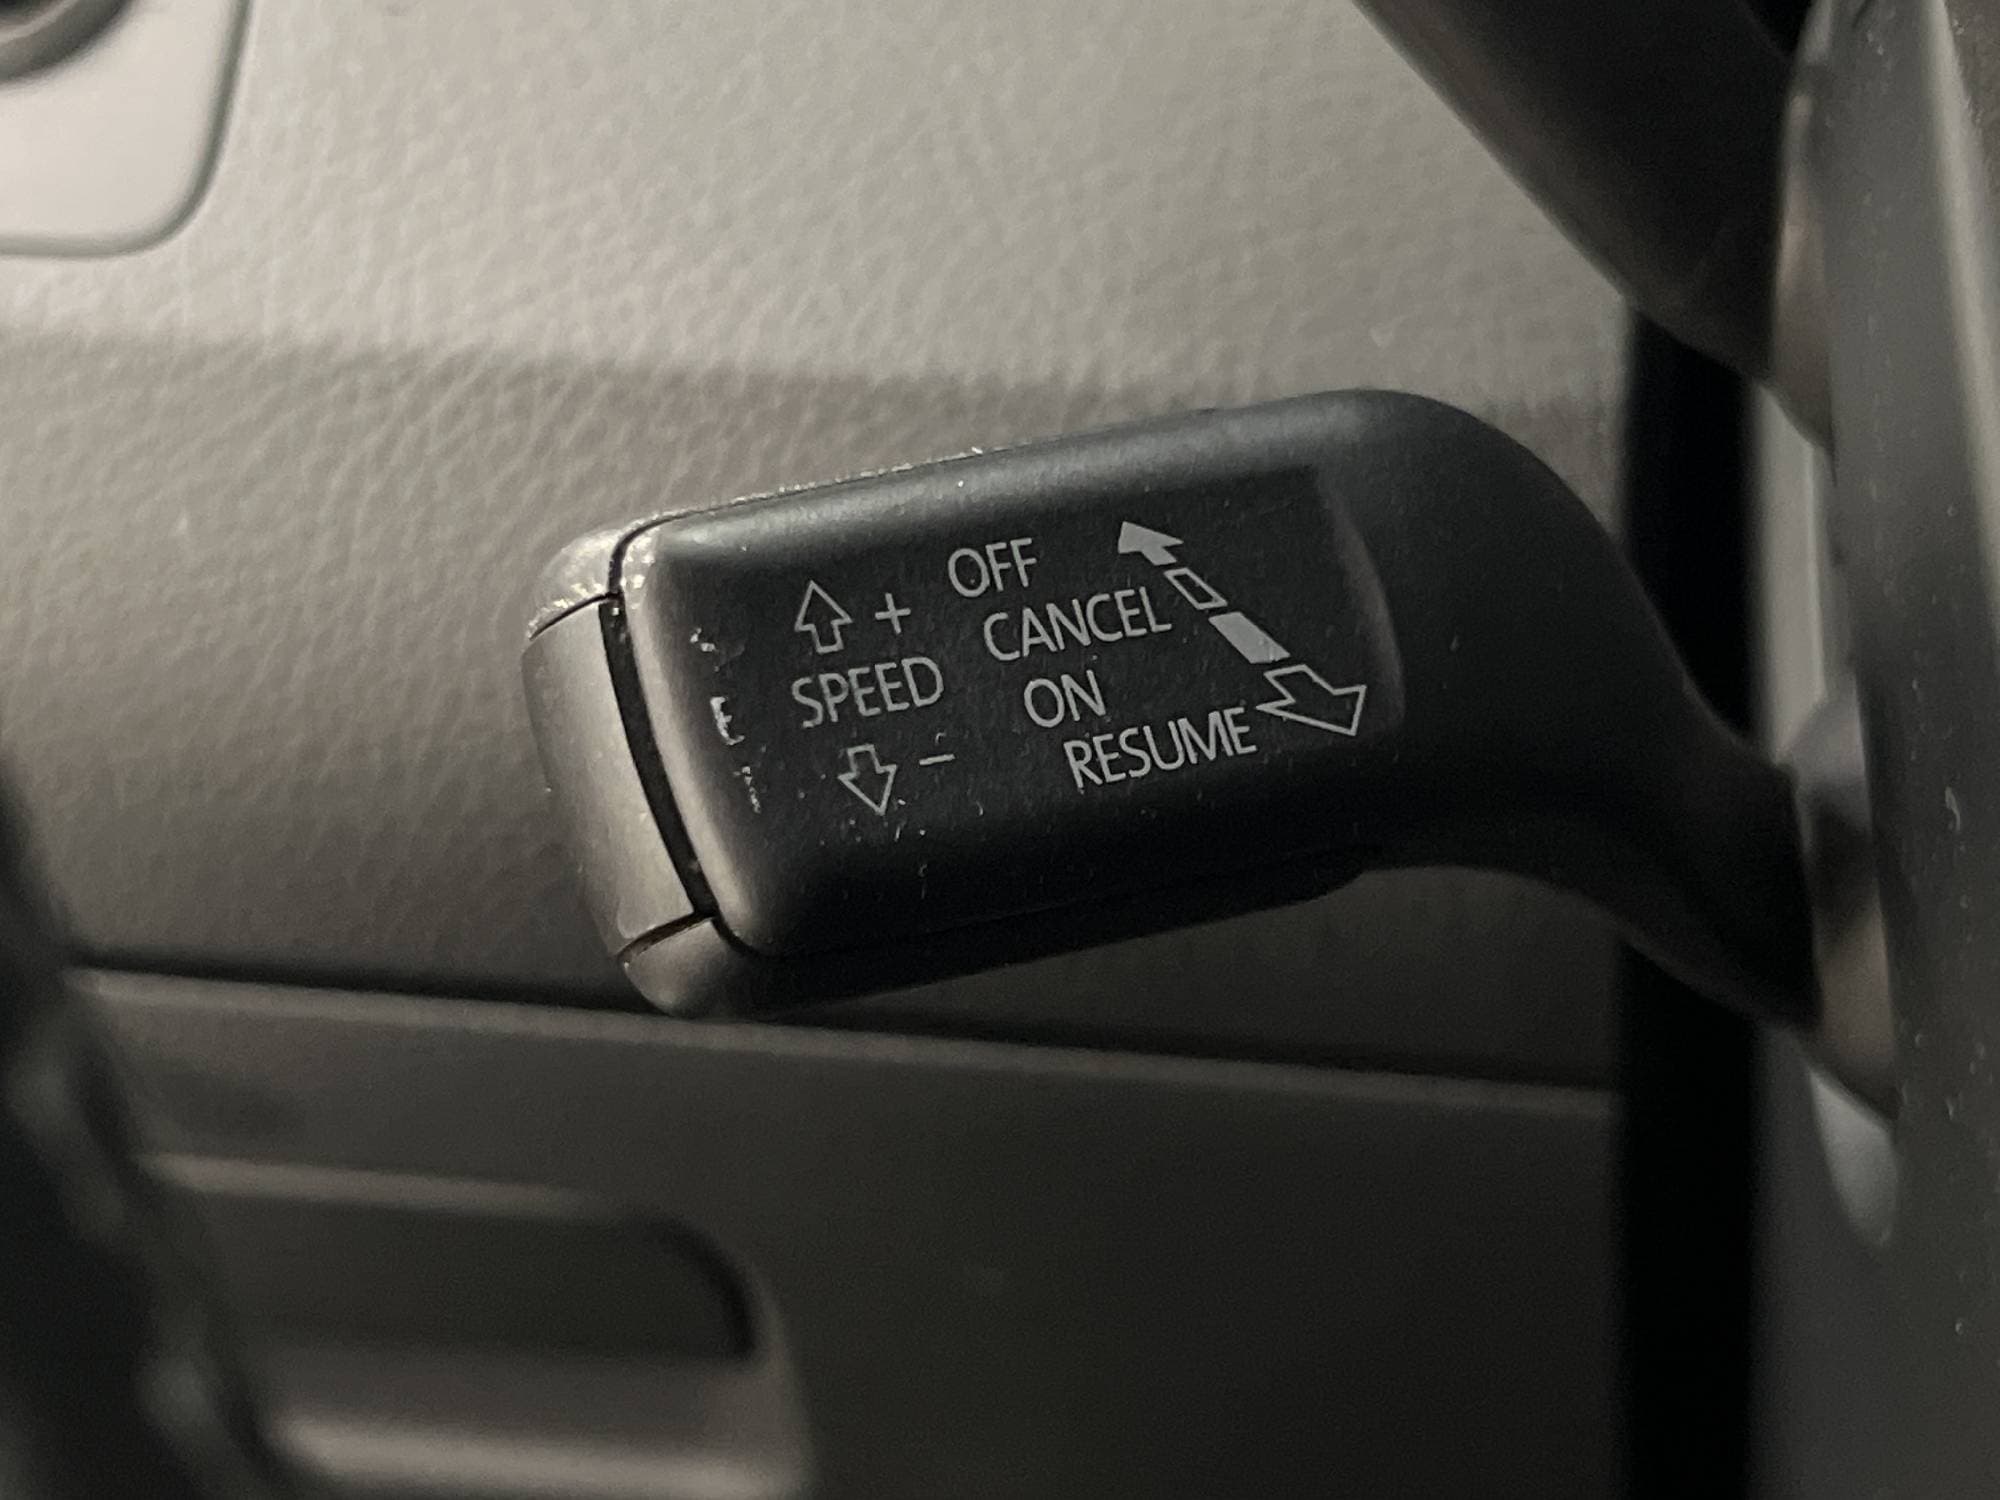 OFF
+ CANCEL
SPEED ON
- RESUME